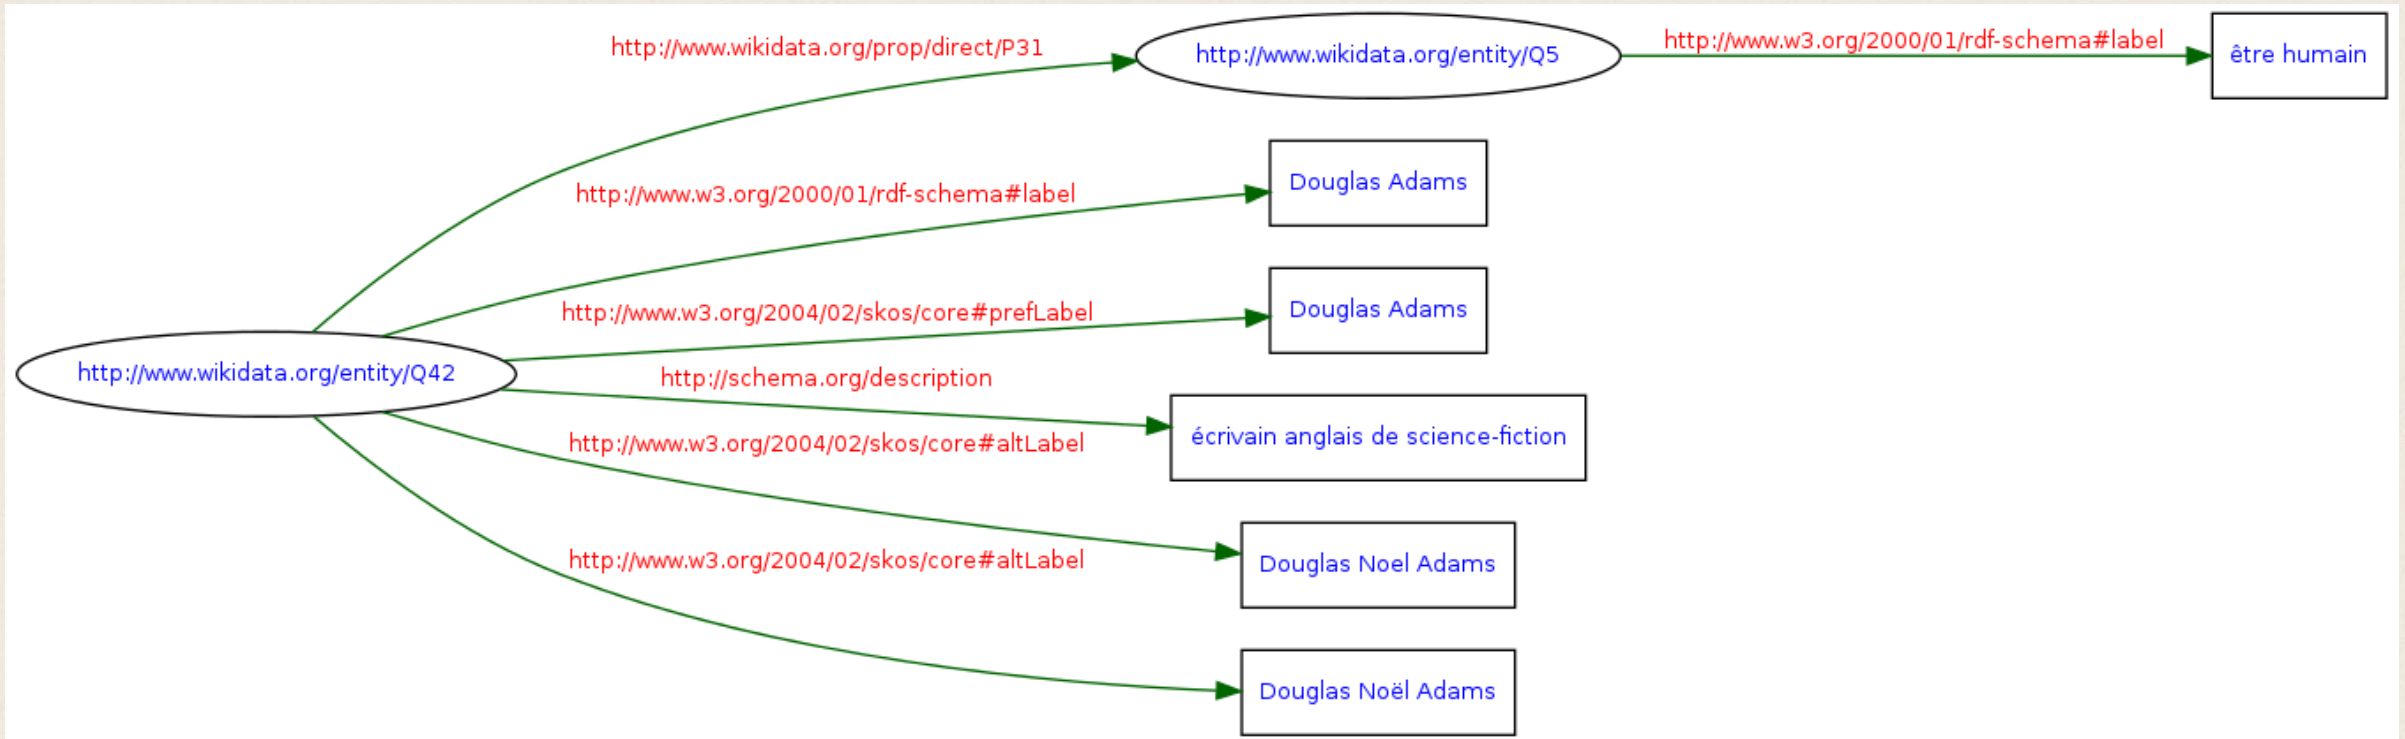 http://www.wikidata.org/prop/direct/P31
http://www.wikidata.org/entity/Q5
http://www.w3.org/2000/01/rdf-schema#label
être humain
http://www.w3.org/2000/01/rdf-schema#label
Douglas Adams
http://www.w3.org/2004/02/skos/core#prefLabel
Douglas Adams
http://www.wikidata.org/entity/Q42
http://schema.org/description
écrivain anglais de science-fiction
http://www.w3.org/2004/02/skos/core#altLabel
Douglas Noel Adams
http://www.w3.org/2004/02/skos/core#altLabel
Douglas Noël Adams